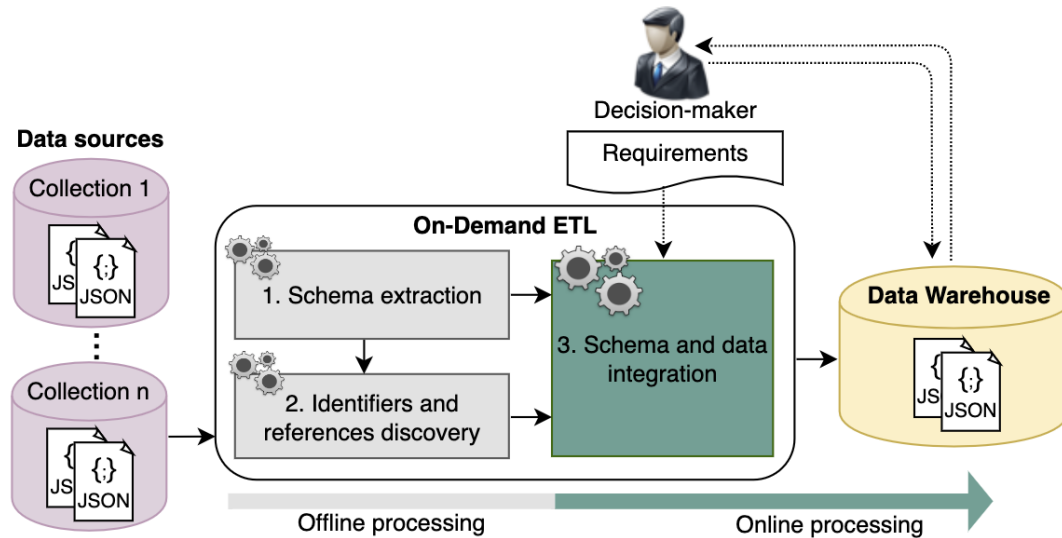 Decision-maker
Requirements
Data sources
Collection 1
{;}
JS
{;}
JSON
Collection n
{;}
JS
{;}
JSON
On-Demand ETL
1. Schema extraction
2. Identifiers and
references discovery
3. Schema and data
integration
Data Warehouse
{;}
JS
{;}
JSON
Offline processing
Online processing